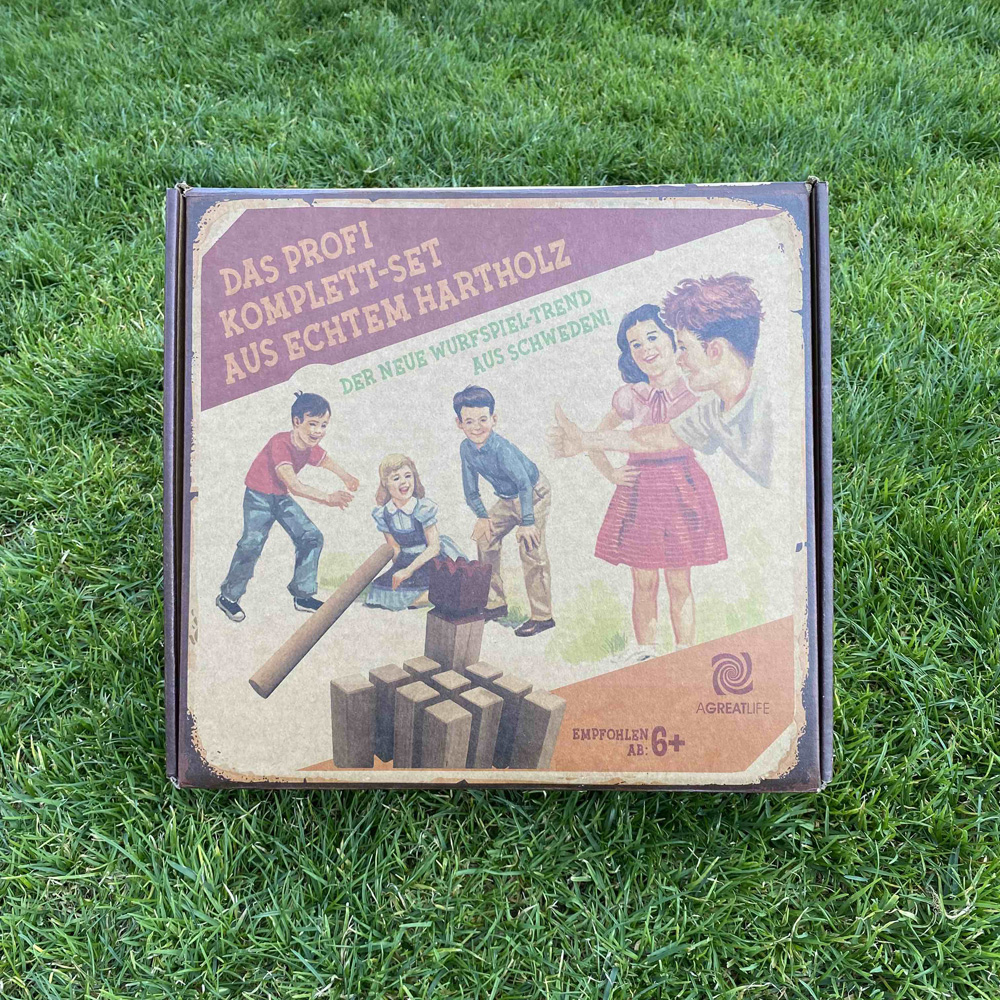 DAS PROFI
KOMPLETT-SET
AUS ECHTEM HARTHOLZ
DER NEUE WURFSPIEL-TREND
AUS SCHWEDEN!
AGREATLIFE
EMPFOHLEN
AB: 6+